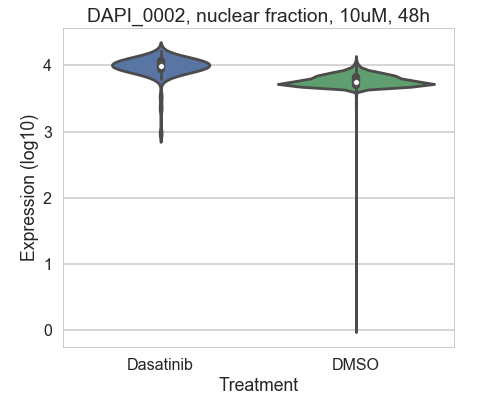 DAPI_0002, nuclear fraction, 10uM, 48h
4
3
2
1
0
Expression (log10)
Dasatinib DMSO
Treatment